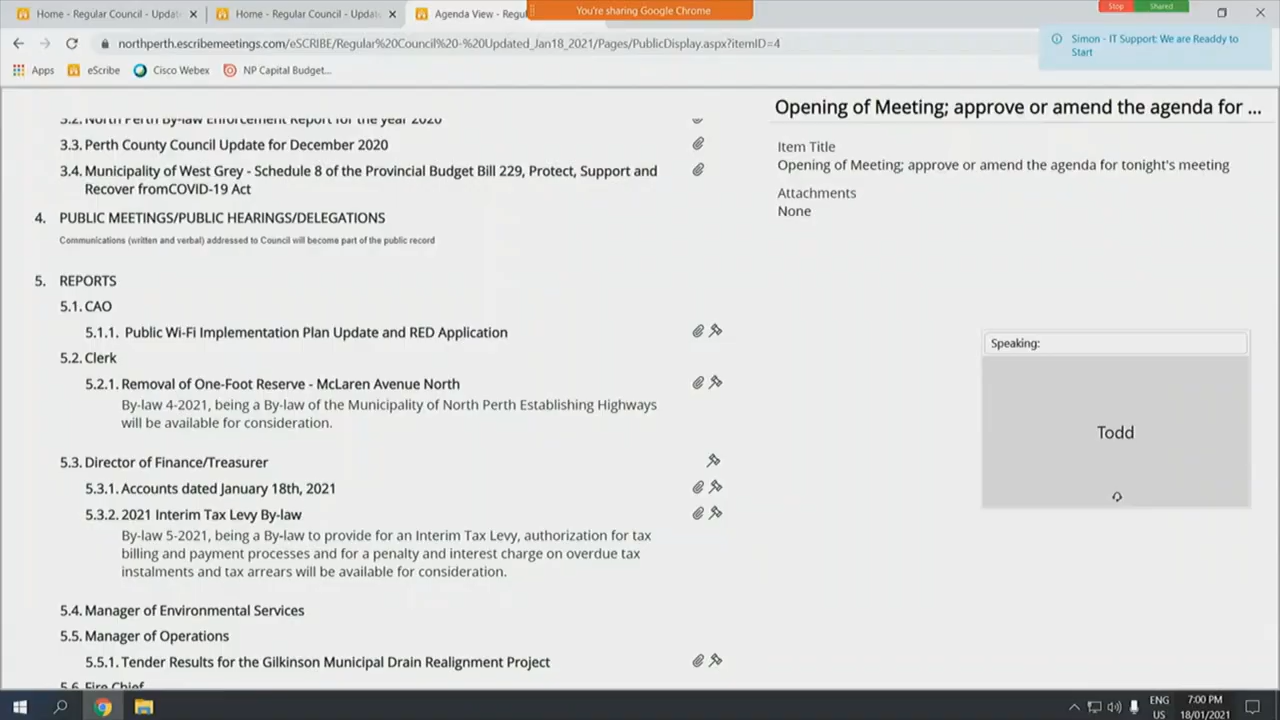 Home - Regular Council - Updat
Home - Regular Council - Updat
Agenda View - Regu
You're sharing Google Chrome
Stop
Shared
northperth.escribemeetings.com/eSCRIBE/Regular%20Council%20-%20Updated_Jan18_2021/Pages/PublicDisplay.aspx?itemID=4
Simon - IT Support: We are Readdy to
Start
Apps
eScribe
Cisco Webex
NP Capital Budget...
Opening of Meeting; approve or amend the agenda for ...
3.2. North Perth By-law Enforcement Report for the year 2020
3.3. Perth County Council Update for December 2020
3.4. Municipality of West Grey - Schedule 8 of the Provincial Budget Bill 229, Protect, Support and
Recover fromCOVID-19 Act
Item Title
Opening of Meeting; approve or amend the agenda for tonight's meeting
Attachments
None
4. PUBLIC MEETINGS/PUBLIC HEARINGS/DELEGATIONS
Communications (written and verbal) addressed to Council will become part of the public record
5. REPORTS
5.1. CAO
5.1.1. Public Wi-Fi Implementation Plan Update and RED Application
5.2. Clerk
5.2.1. Removal of One-Foot Reserve - McLaren Avenue North
By-law 4-2021, being a By-law of the Municipality of North Perth Establishing Highways
will be available for consideration.
5.3. Director of Finance/Treasurer
5.3.1. Accounts dated January 18th, 2021
5.3.2. 2021 Interim Tax Levy By-law
By-law 5-2021, being a By-law to provide for an Interim Tax Levy, authorization for tax
billing and payment processes and for a penalty and interest charge on overdue tax
instalments and tax arrears will be available for consideration.
5.4. Manager of Environmental Services
5.5. Manager of Operations
5.5.1. Tender Results for the Gilkinson Municipal Drain Realignment Project
5.6. Fire Chief
Speaking:
Todd
ENG
US
7:00 PM
18/01/2021